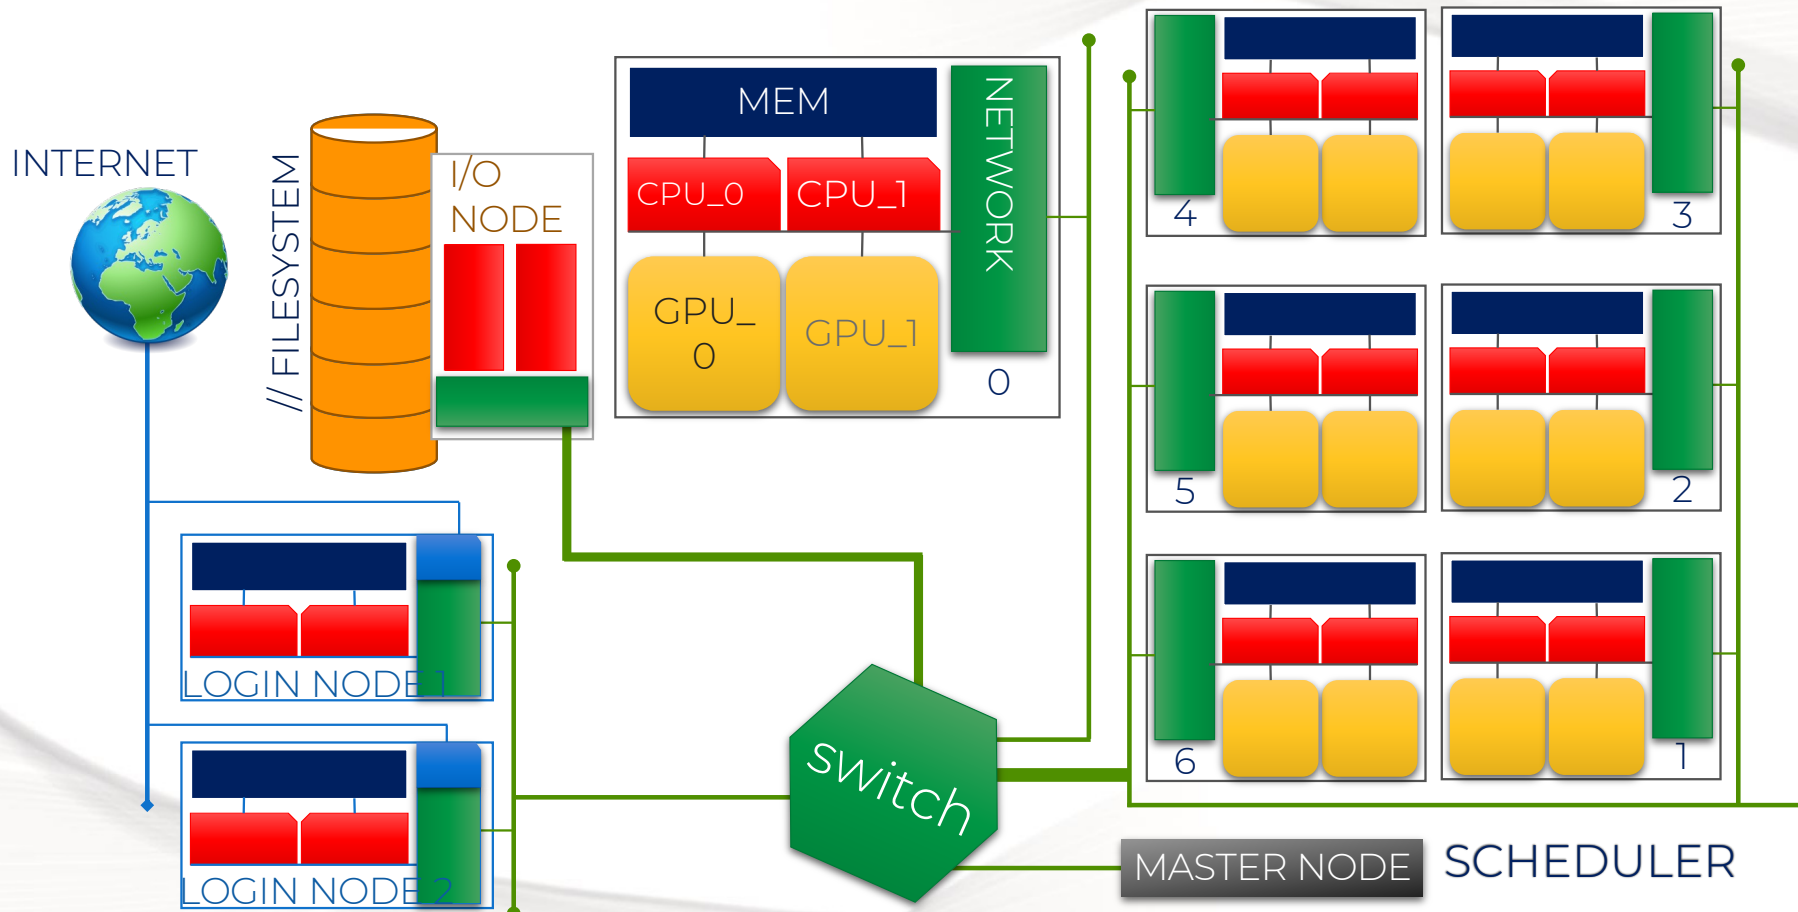 INTERNET
// FILESYSTEM
I/O
NODE
MEM
CPU_0
CPU_1
GPU_
0
GPU_1
NETWORK
0
4
3
5
2
6
1
LOGIN NODE 1
LOGIN NODE 2
switch
MASTER NODE
SCHEDULER